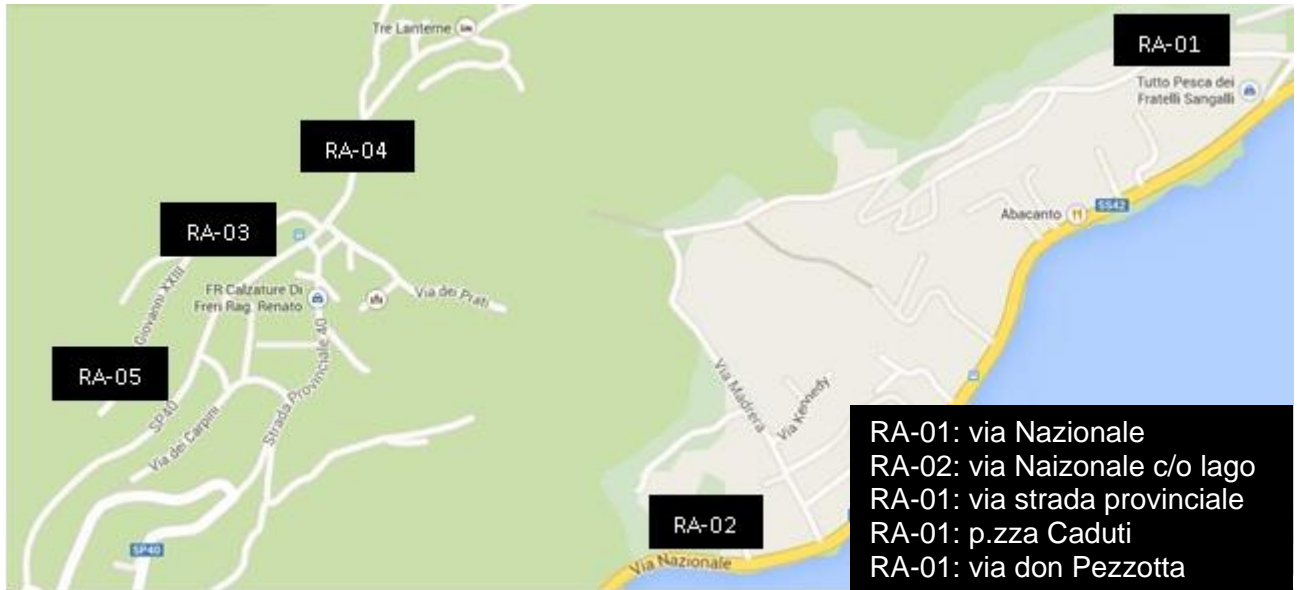 Tre Lanterne
RA-01
Tutto Pesca dei
Fratelli Sangalli
RA-04
RA-03
Abacanto
SS42
Giovanni XXIII
FR Calzature Di
Freri Rag. Renato
Via dei Prati
RA-05
SP40
Via dei Carpini
Strada Provinciale 40
Via Madrera
Via Kennedy
RA-02
SP40
Via Nazionale
RA-01: via Nazionale
RA-02: via Naizonale c/o lago
RA-01: via strada provinciale
RA-01: p.zza Caduti
RA-01: via don Pezzotta